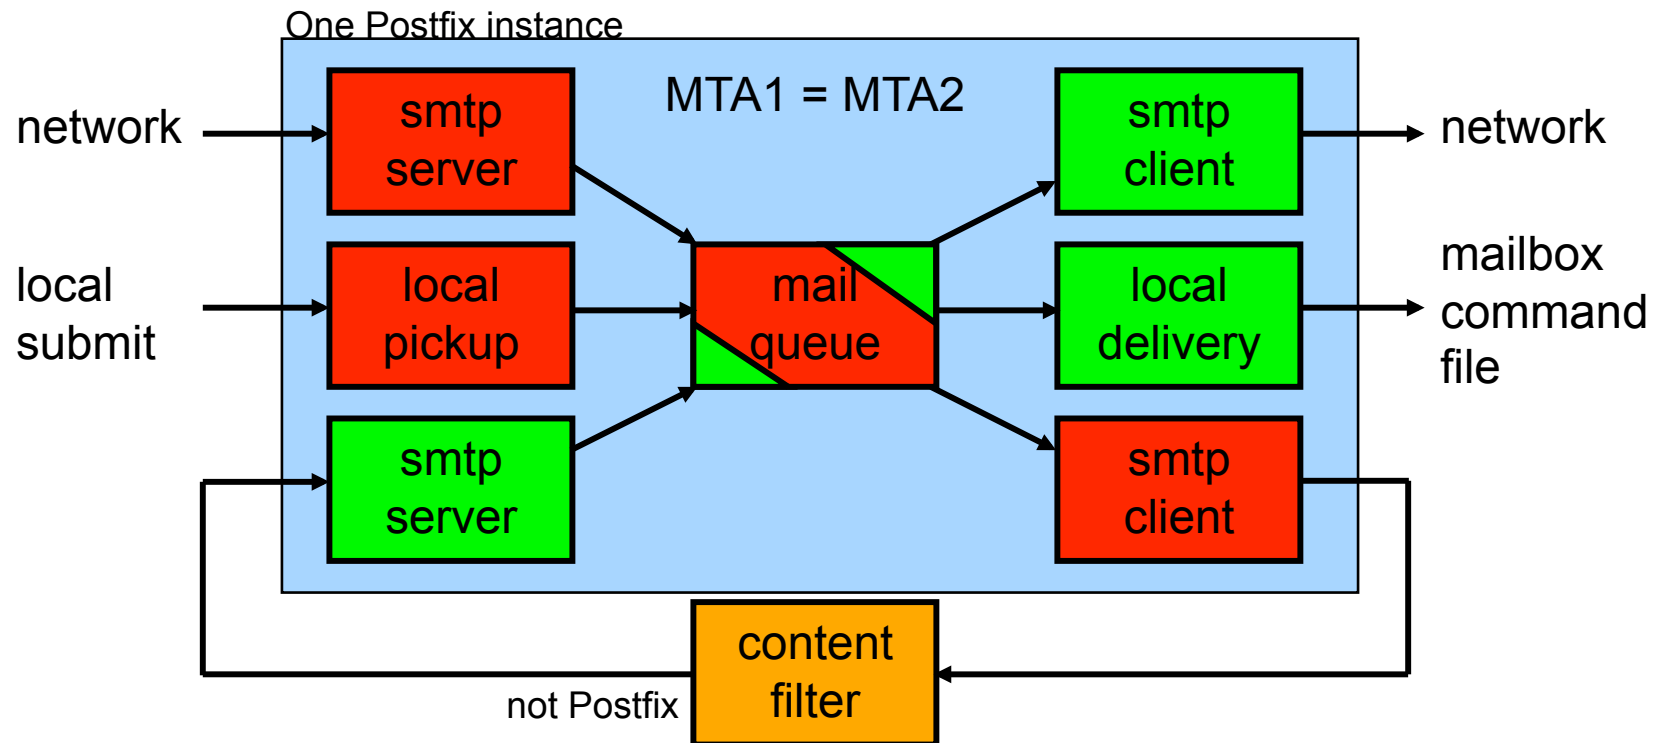 One Postfix instance
MTA1 = MTA2
network
smtp
server
smtp
client
network
local
submit
local
pickup
mail
queue
local
delivery
mailbox
command
file
smtp
server
smtp
client
content
filter
not Postfix